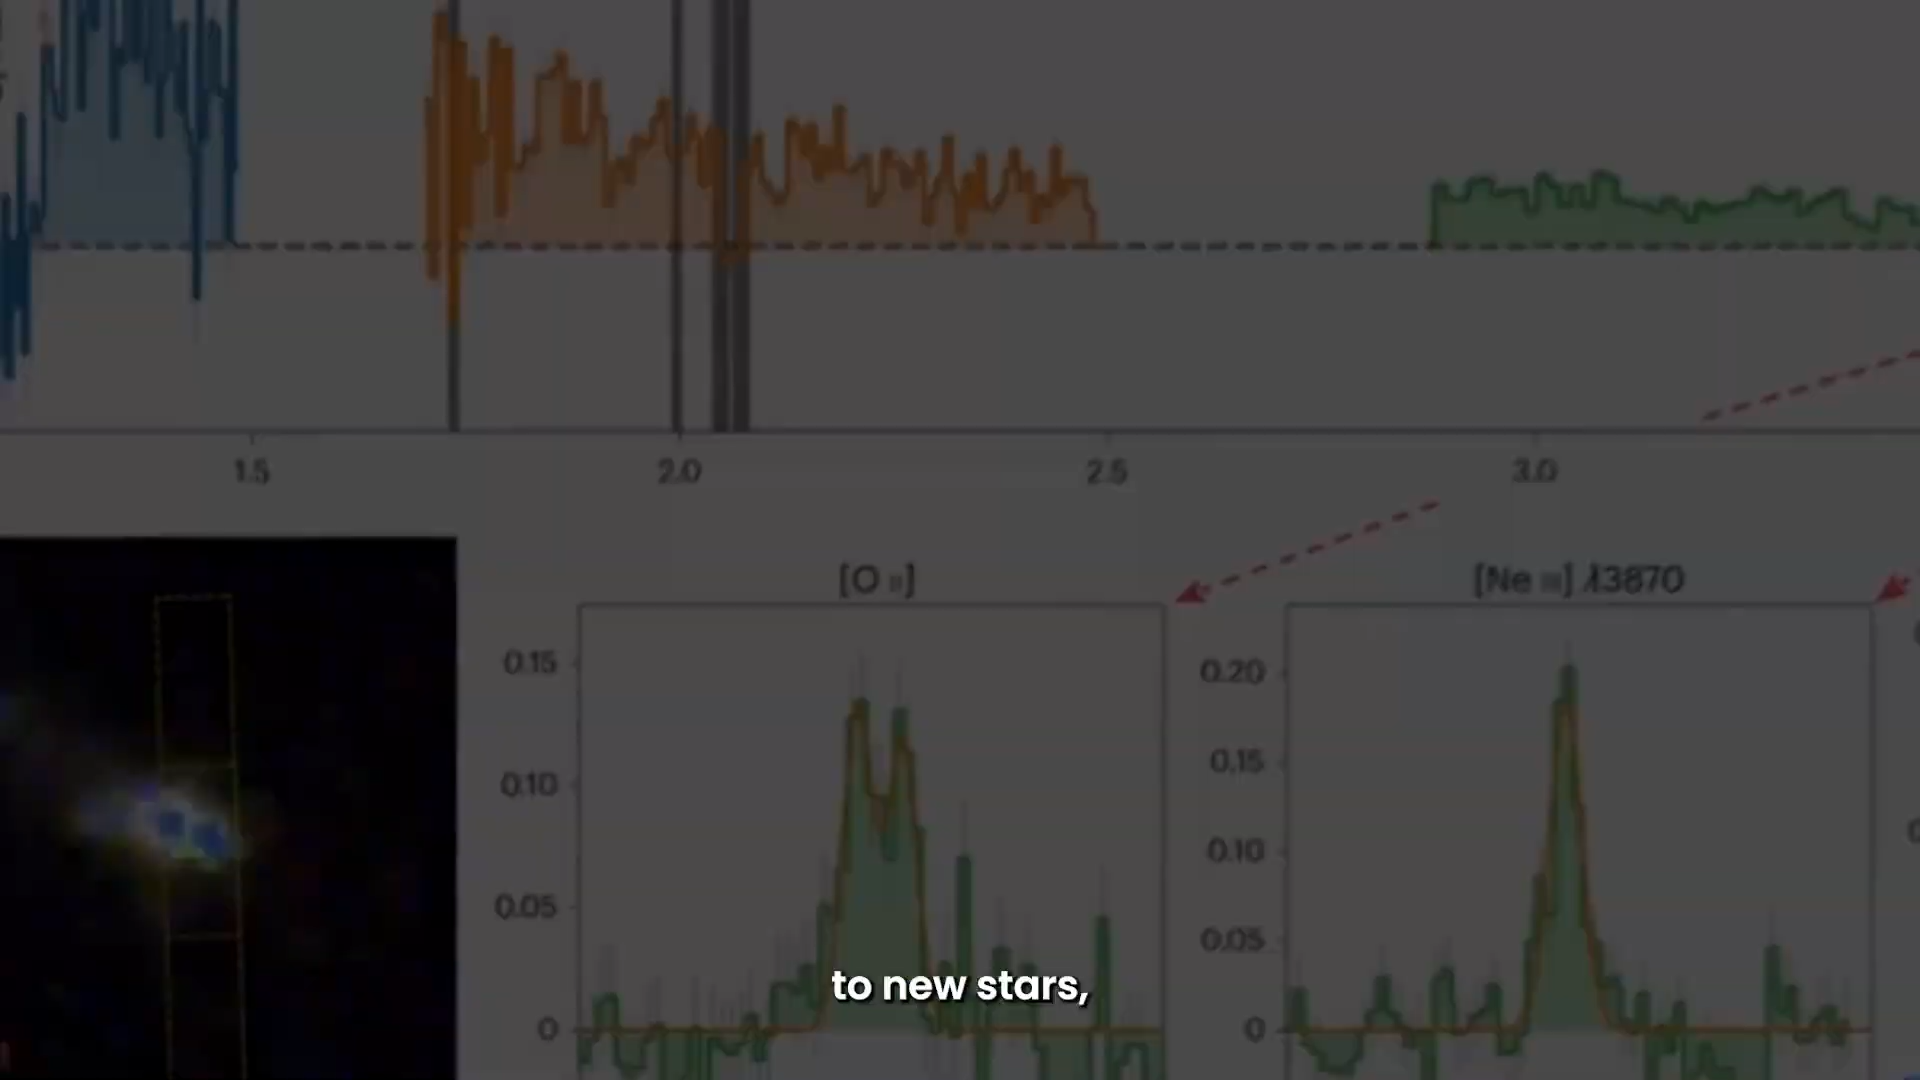 1.5 2.0 2.5 3.0
[O II] [Ne III] λ3870
0.15 0.20
0.10 0.15
0.05 0.10
0 0.05
0
to new stars,